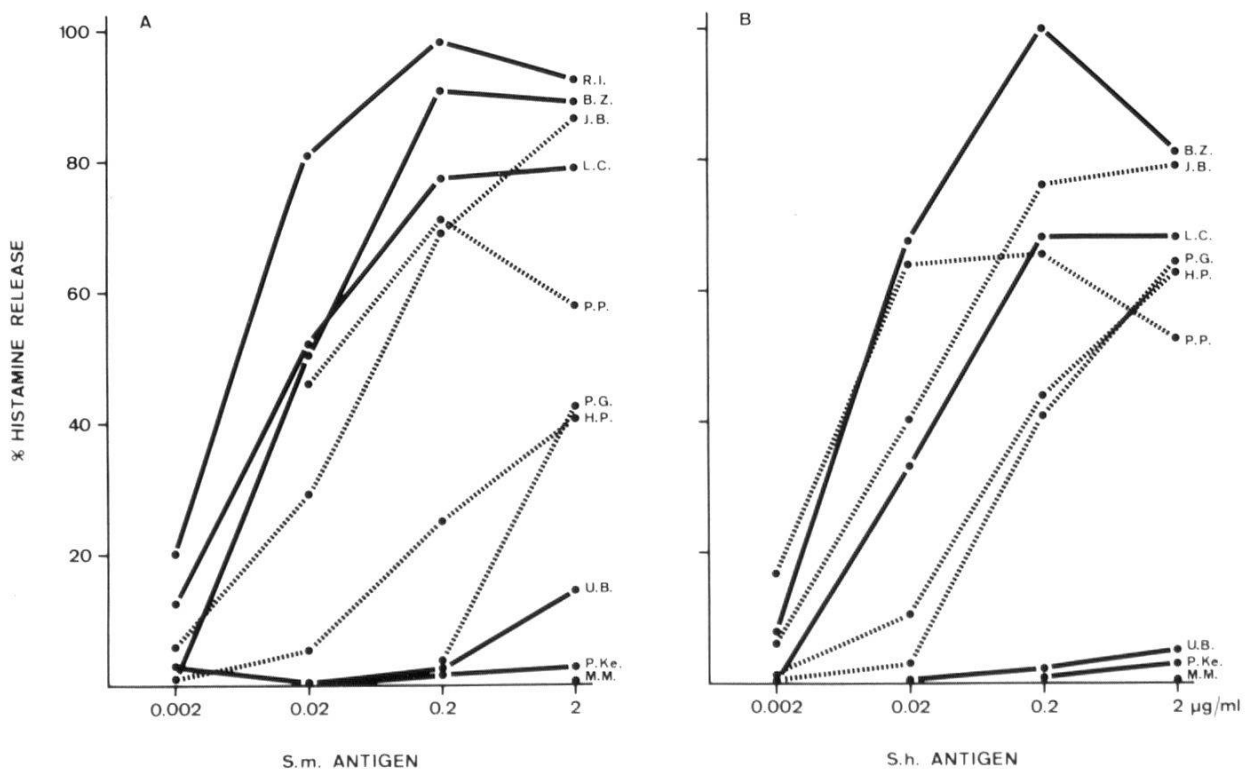 A
100
80
60
40
20
% HISTAMINE RELEASE
R.I.
B.Z.
J.B.
L.C.
P.P.
P.G.
H.P.
U.B.
P.Ke.
M.M.
0.002 0.02 0.2 2
S.m. ANTIGEN
B
B.Z.
J.B.
L.C.
P.G.
H.P.
P.P.
U.B.
P.Ke.
M.M.
0.002 0.02 0.2 2 µg/ml
S.h. ANTIGEN